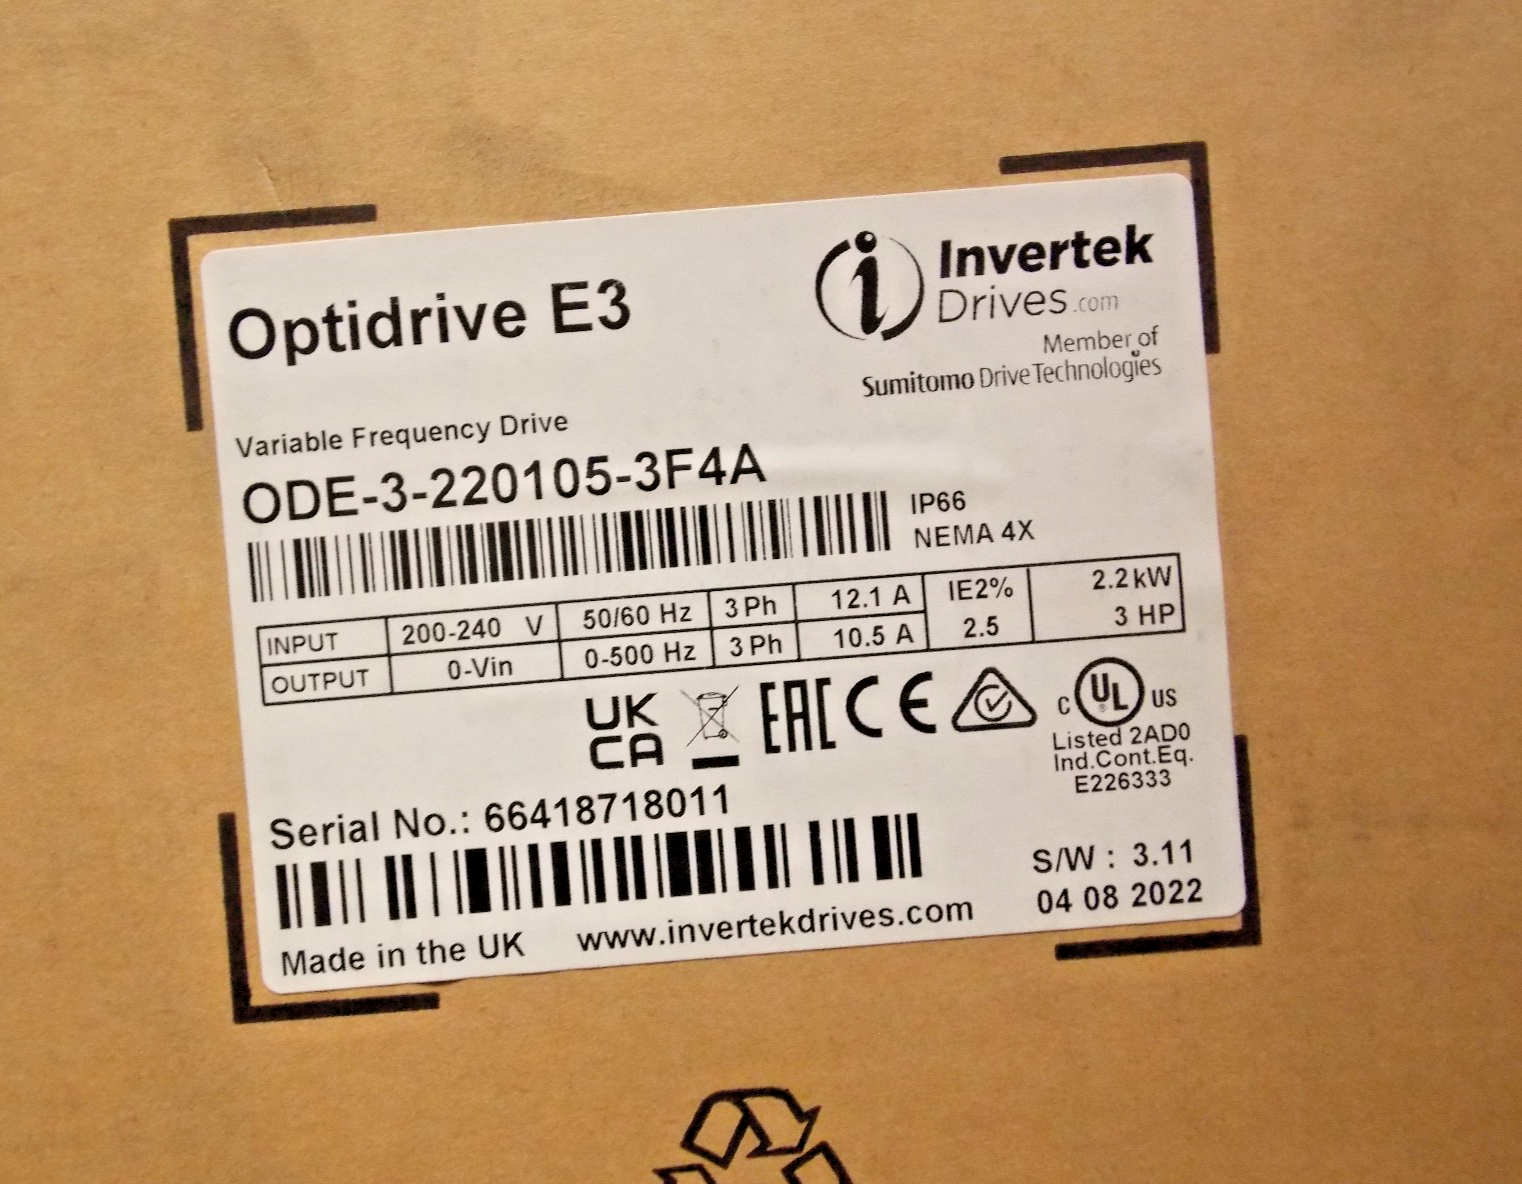 Optidrive E3
Invertek
Drives.com
Member of
Sumitomo Drive Technologies
Variable Frequency Drive
ODE-3-220105-3F4A
IP66
NEMA 4X
INPUT 200-240 V 50/60 Hz 3 Ph 12.1 A IE2% 2.2 kW
OUTPUT 0-Vin 0-500 Hz 3 Ph 10.5 A 2.5 3 HP
UK
CA
EAC CE
C UL ® US
Listed 2AD0
Ind.Cont.Eq.
E226333
Serial No.: 66418718011
S/W : 3.11
04 08 2022
Made in the UK www.invertekdrives.com